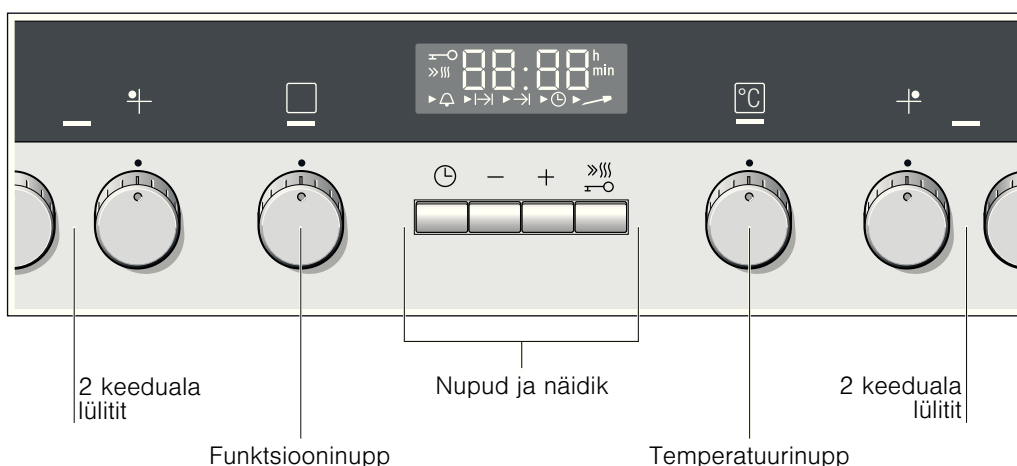 88:88 h
min
°C
2 keeduala
lülitit
Nupud ja näidik
2 keeduala
lülitit
Funktsiooninupp
Temperatuurinupp